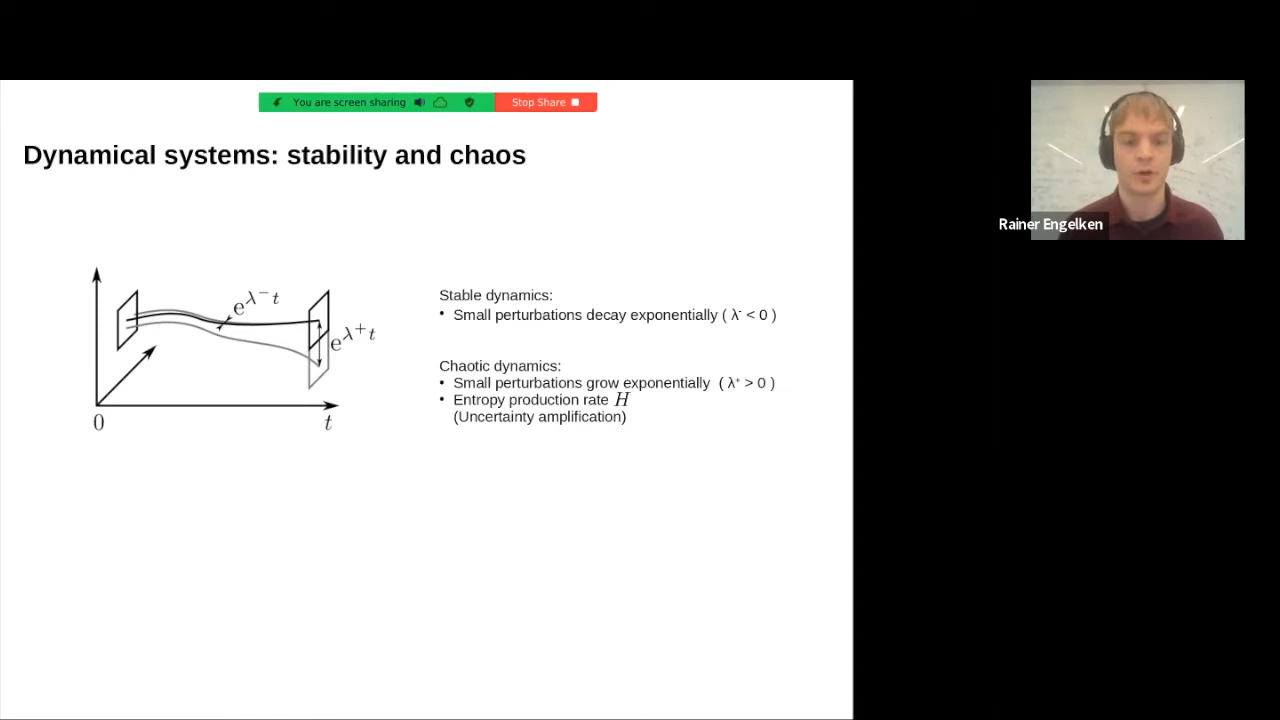 You are screen sharing
Stop Share
Dynamical systems: stability and chaos
Rainer Engelken
e^{λ⁻t}
e^{λ⁺t}
0
t
Stable dynamics:
• Small perturbations decay exponentially ( λ⁻ < 0 )
Chaotic dynamics:
• Small perturbations grow exponentially ( λ⁺ > 0 )
• Entropy production rate H
(Uncertainty amplification)